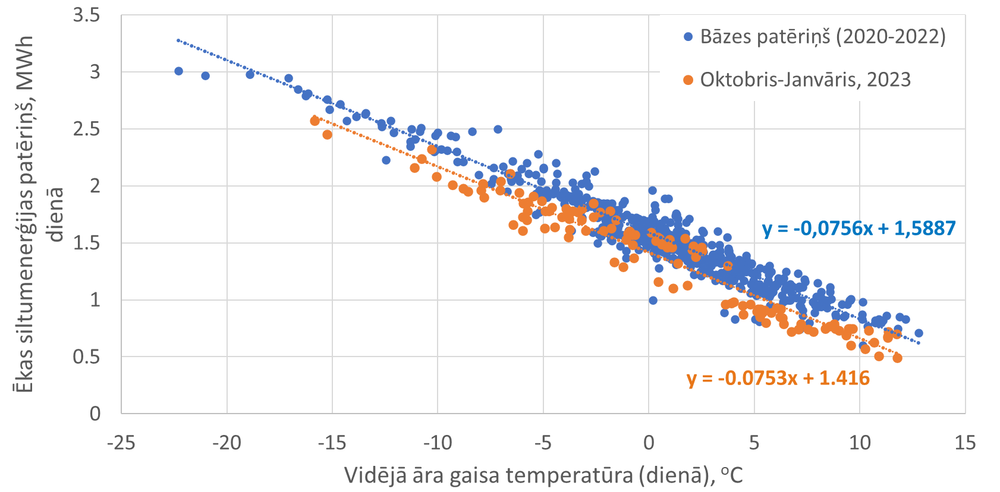 Ēkas siltumenerģijas patēriņš, MWh
dienā
3.5
3
2.5
2
1.5
1
0.5
0
Bāzes patēriņš (2020-2022)
Oktobris-Janvāris, 2023
y = -0,0756x + 1,5887
y = -0.0753x + 1.416
-25 -20 -15 -10 -5 0 5 10 15
Vidējā āra gaisa temperatūra (dienā), °C